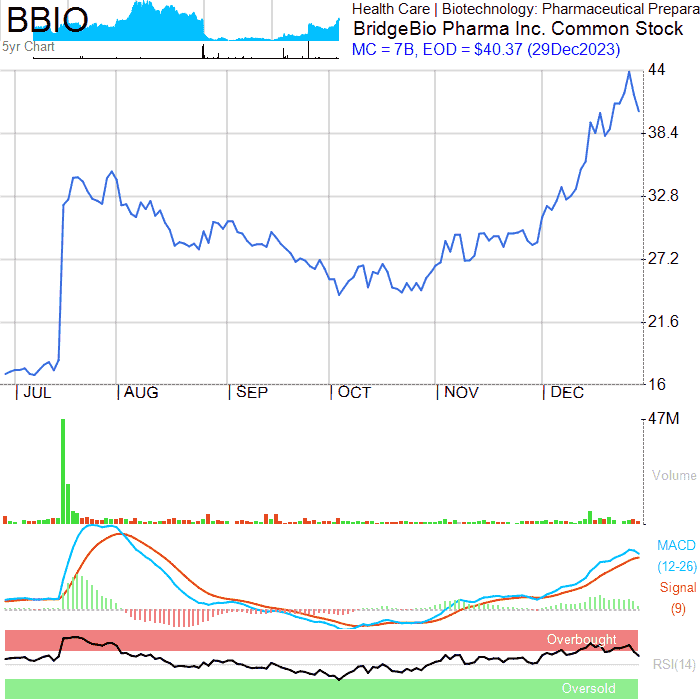 BBIO
5yr Chart
Health Care | Biotechnology: Pharmaceutical Prepara
BridgeBio Pharma Inc. Common Stock
MC = 7B, EOD = $40.37 (29Dec2023)
44
38.4
32.8
27.2
21.6
16
|JUL |AUG |SEP |OCT |NOV |DEC
47M
Volume
MACD
(12-26)
Signal
(9)
Overbought
RSI(14)
Oversold